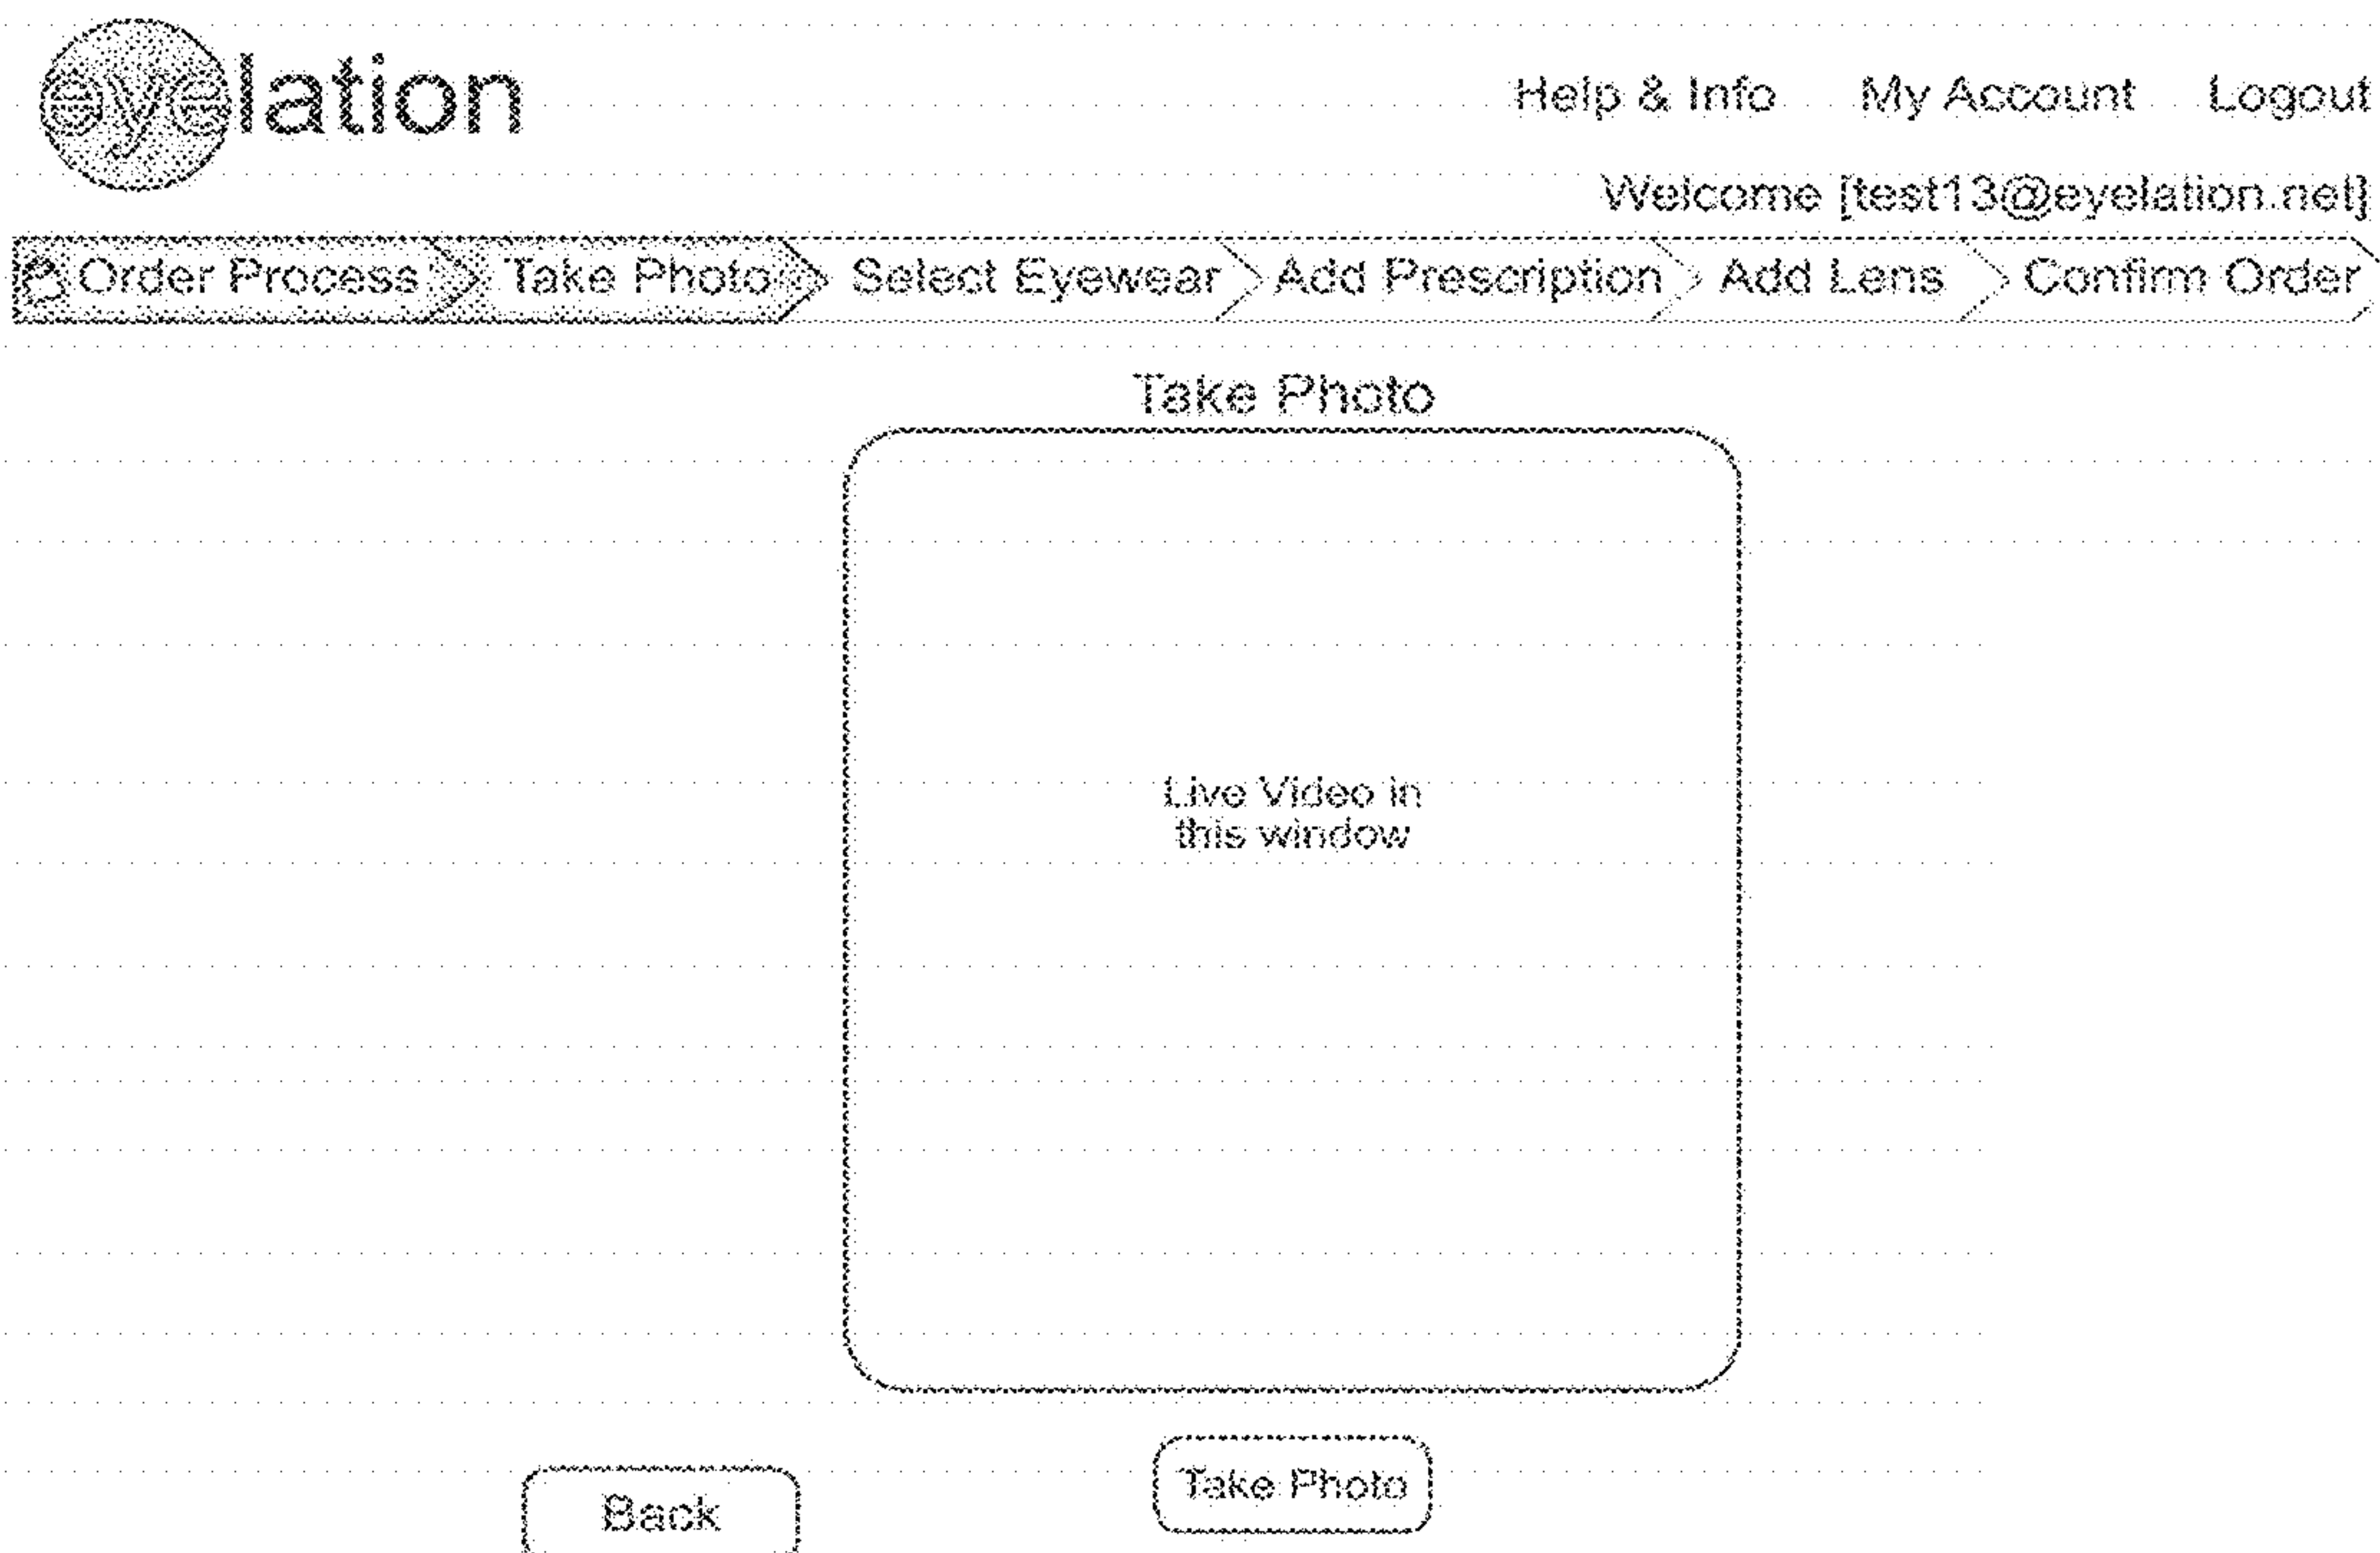 eyelation
Help & Info My Account Logout
Welcome [test13@eyelation.net]
Order Process Take Photo Select Eyewear Add Prescription Add Lens Confirm Order
Take Photo
Live Video in
this window
Take Photo
Back